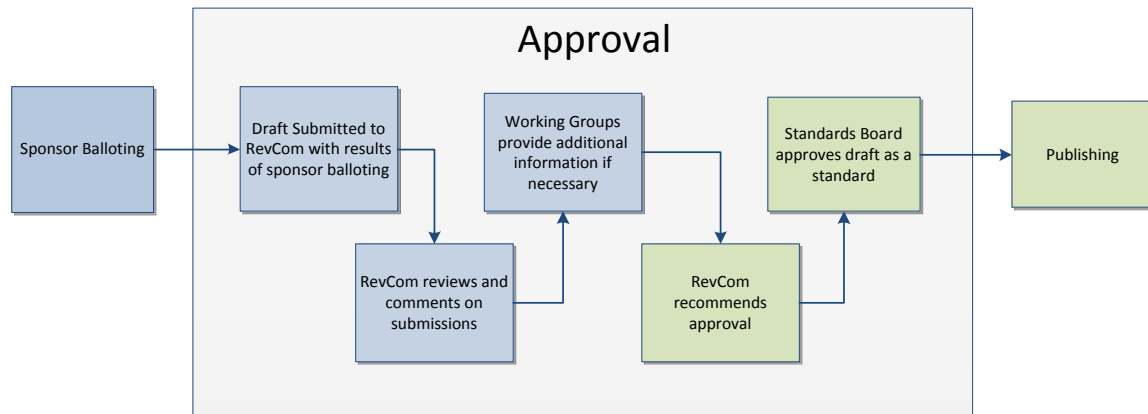 Approval
Sponsor Balloting
Draft Submitted to
RevCom with results
of sponsor balloting
RevCom reviews and
comments on
submissions
Working Groups
provide additional
information if
necessary
RevCom
recommends
approval
Standards Board
approves draft as a
standard
Publishing